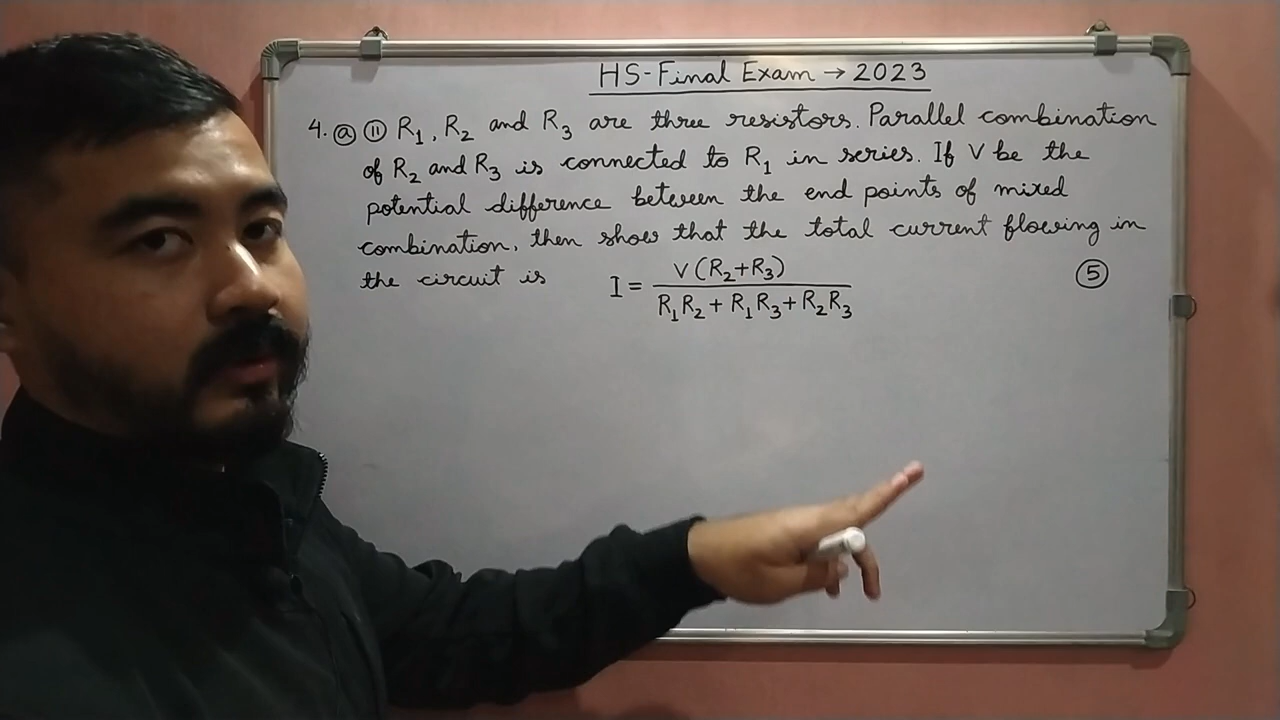 HS-Final Exam → 2023
4. ⓐ ⑪ R₁, R₂ and R₃ are three resistors. Parallel combination
of R₂ and R₃ is connected to R₁ in series. If V be the
potential difference between the end points of mixed
combination, then show that the total current flowing in
the circuit is I = V(R₂+R₃) / R₁R₂ + R₁R₃ + R₂R₃ ⑤